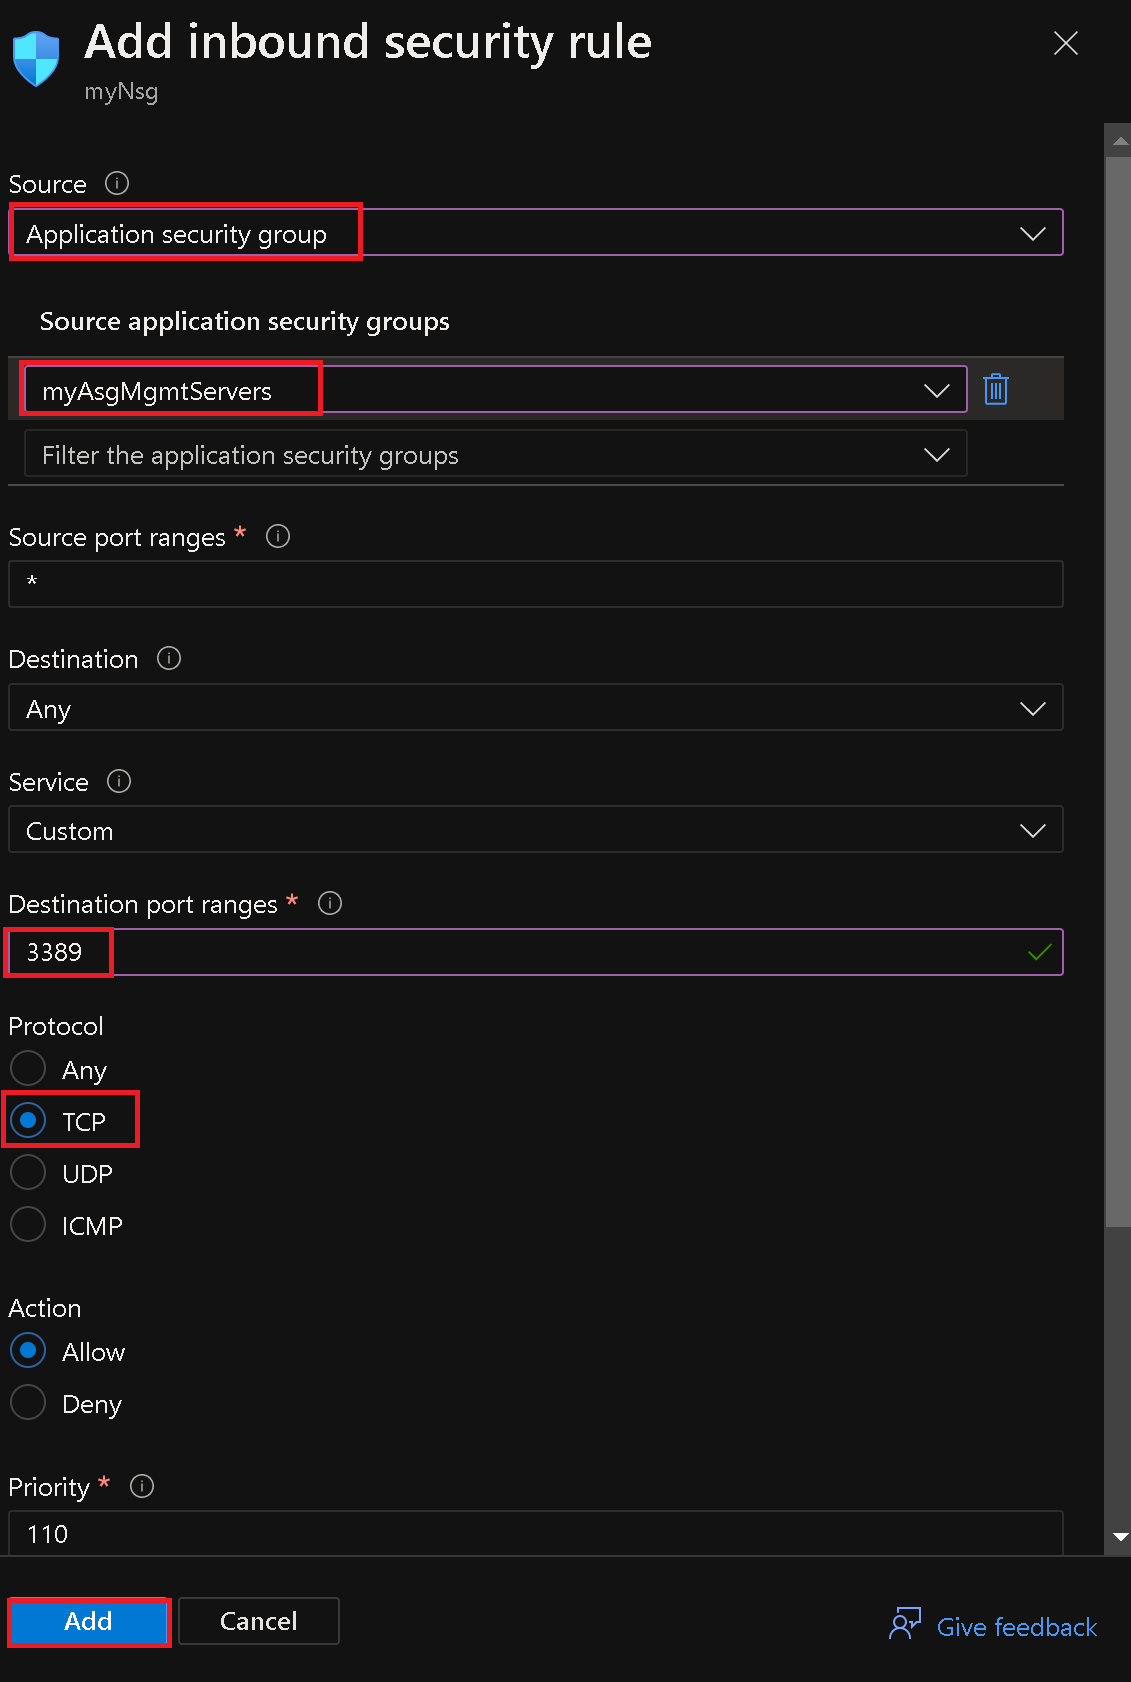 Add inbound security rule
myNsg
Source
Application security group
Source application security groups
myAsgMgmtServers
Filter the application security groups
Source port ranges *
*
Destination
Any
Service
Custom
Destination port ranges *
3389
Protocol
Any
TCP
UDP
ICMP
Action
Allow
Deny
Priority *
110
Add
Cancel
Give feedback